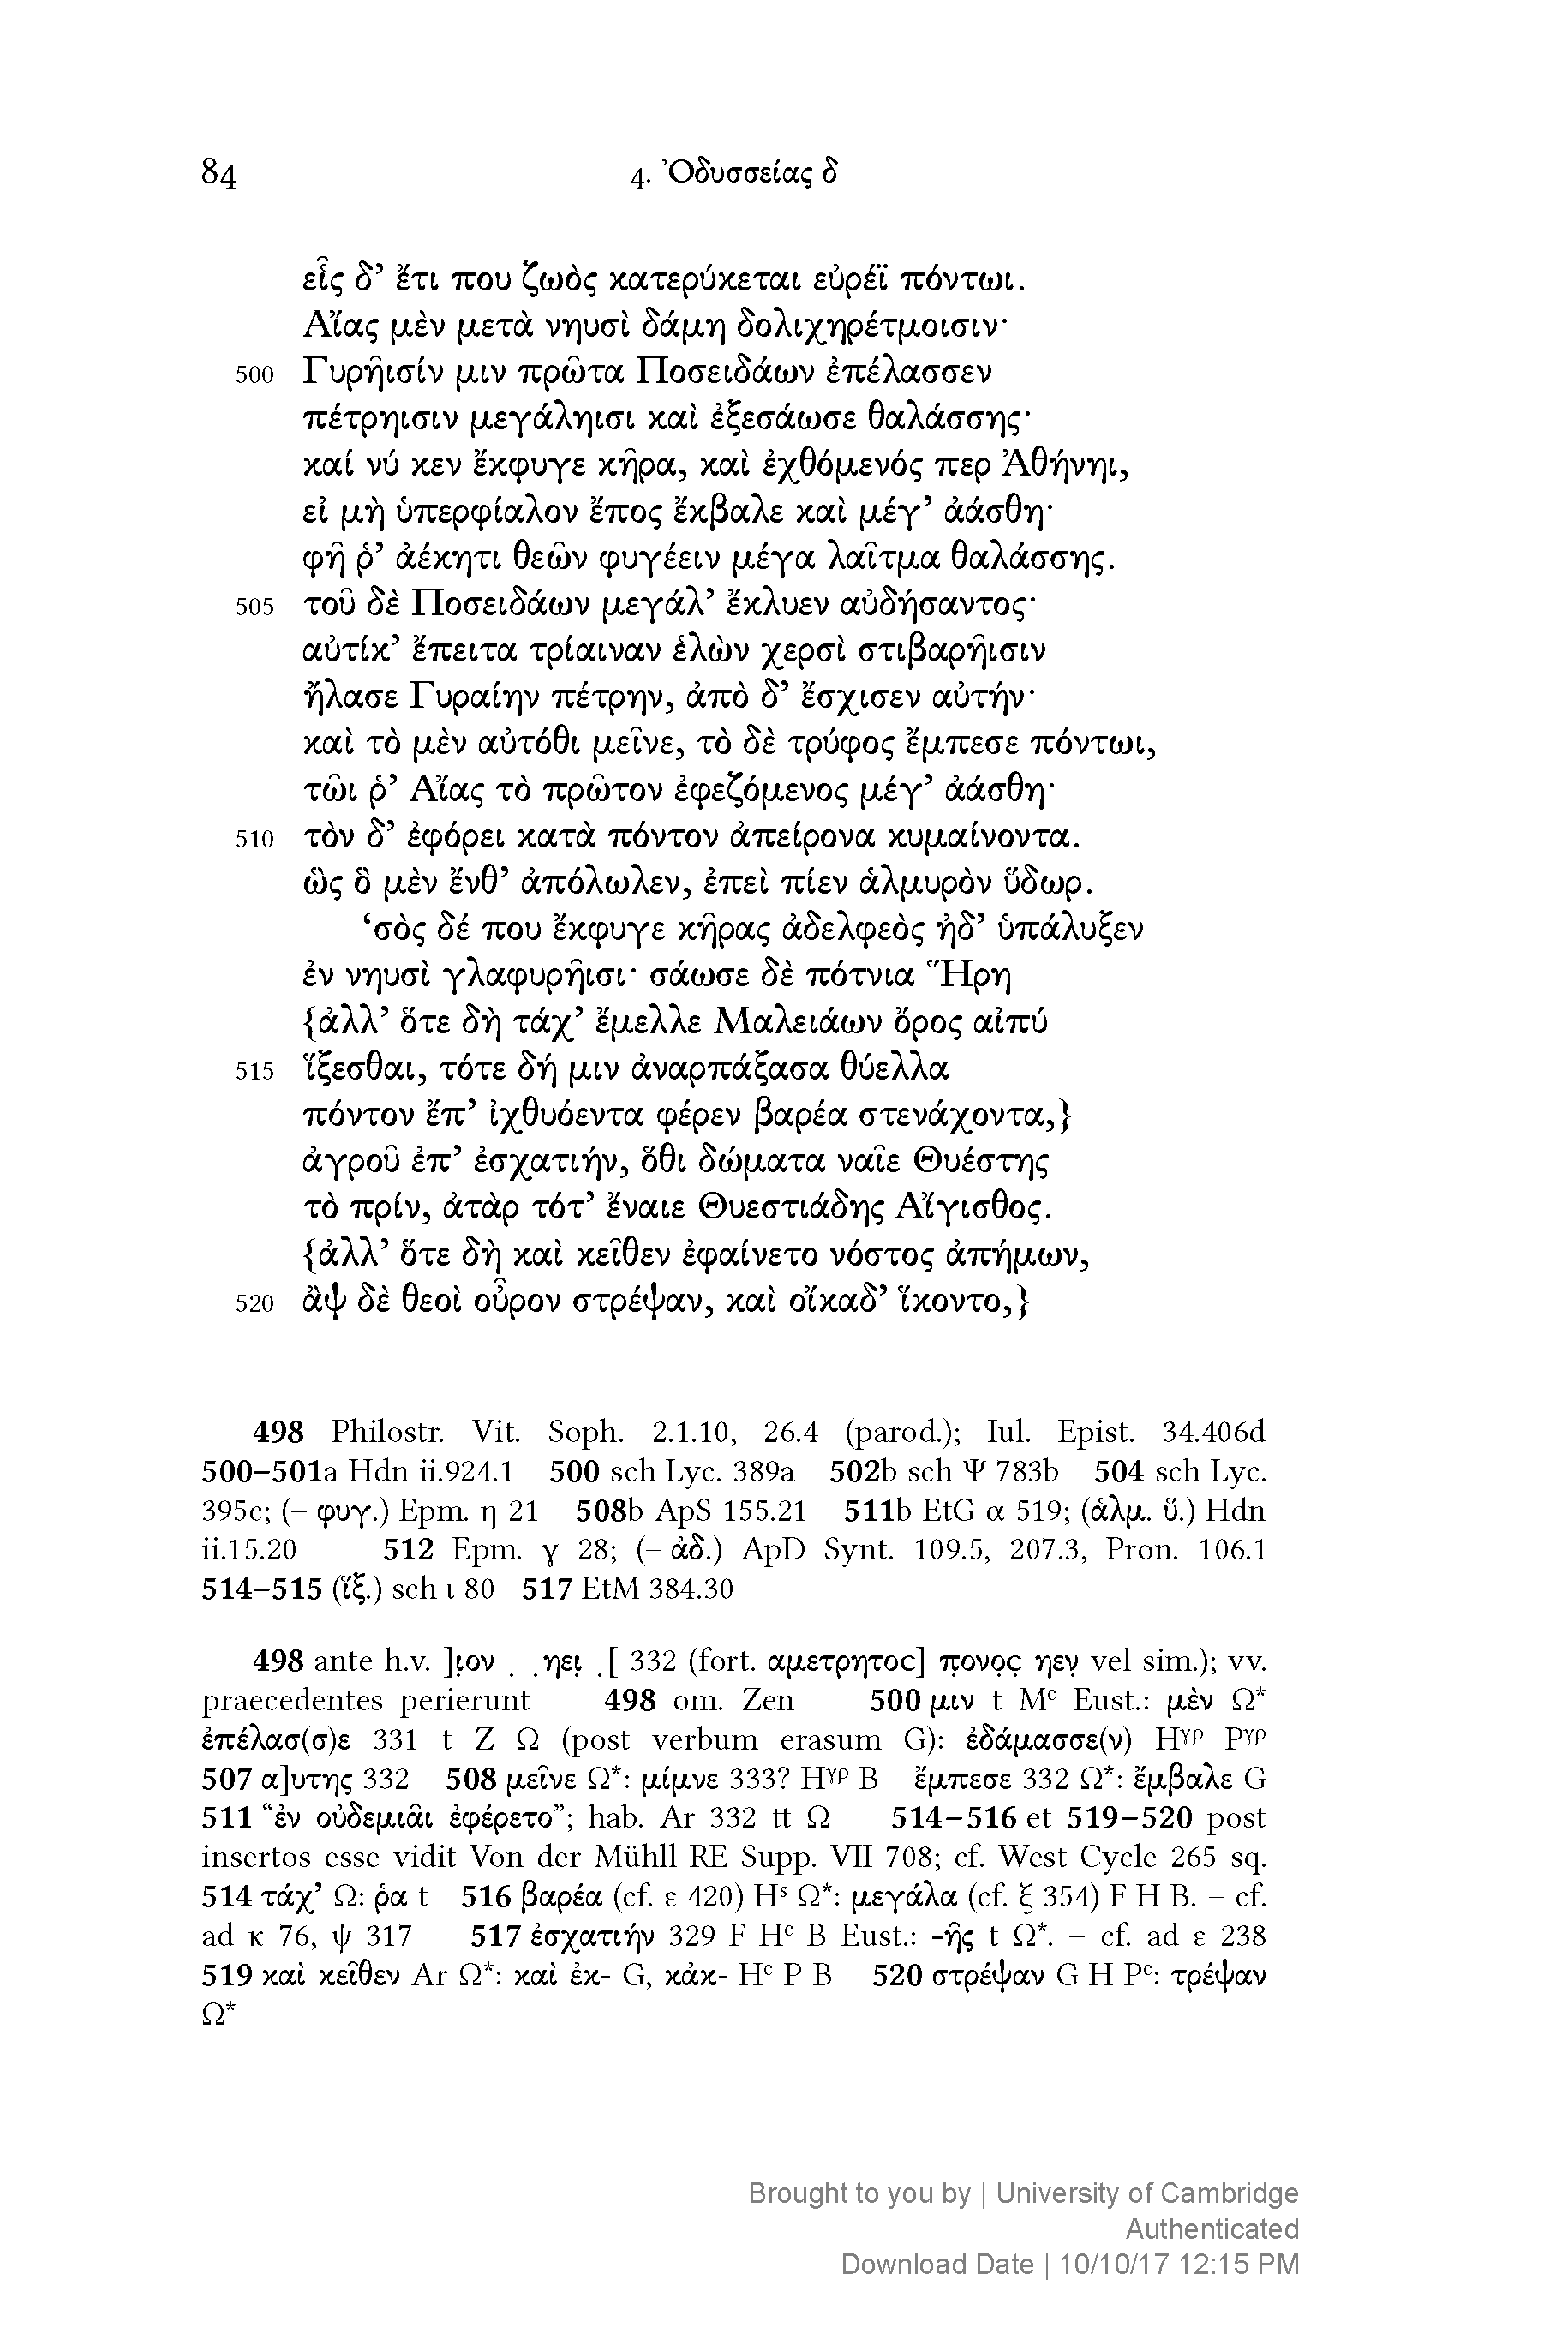 84 4. Ὀδυσσείας δ
εἷς δ’ ἔτι που ζωὸς κατερύκεται εὐρέϊ πόντωι.
Αἴας μὲν μετὰ νηυσὶ δάμη δολιχηρέτμοισιν·
500 Γυρῆισίν μιν πρῶτα Ποσειδάων ἐπέλασσεν
πέτρηισιν μεγάληισι καὶ ἐξεσάωσε θαλάσσης·
καί νύ κεν ἔκφυγε κῆρα, καὶ ἐχθόμενός περ Ἀθήνηι,
εἰ μὴ ὑπερφίαλον ἔπος ἔκβαλε καὶ μέγ’ ἀάσθη·
φῆ ῥ’ ἀέκητι θεῶν φυγέειν μέγα λαῖτμα θαλάσσης.
505 τοῦ δὲ Ποσειδάων μεγάλ’ ἔκλυεν αὐδήσαντος·
αὐτίκ’ ἔπειτα τρίαιναν ἑλὼν χερσὶ στιβαρῆισιν
ἤλασε Γυραίην πέτρην, ἀπὸ δ’ ἔσχισεν αὐτήν·
καὶ τὸ μὲν αὐτόθι μεῖνε, τὸ δὲ τρύφος ἔμπεσε πόντωι,
τῶι ῥ’ Αἴας τὸ πρῶτον ἐφεζόμενος μέγ’ ἀάσθη·
510 τὸν δ’ ἐφόρει κατὰ πόντον ἀπείρονα κυμαίνοντα.
ὣς ὃ μὲν ἔνθ’ ἀπόλωλεν, ἐπεὶ πίεν ἁλμυρὸν ὕδωρ.
‘σὸς δέ που ἔκφυγε κῆρας ἀδελφεὸς ἠδ’ ὑπάλυξεν
ἐν νηυσὶ γλαφυρῆισι· σάωσε δὲ πότνια Ἥρη
{ἀλλ’ ὅτε δὴ τάχ’ ἔμελλε Μαλειάων ὄρος αἰπύ
515 ἵξεσθαι, τότε δή μιν ἀναρπάξασα θύελλα
πόντον ἔπ’ ἰχθυόεντα φέρεν βαρέα στενάχοντα,}
ἀγροῦ ἐπ’ ἐσχατιήν, ὅθι δώματα ναῖε Θυέστης
τὸ πρίν, ἀτὰρ τότ’ ἔναιε Θυεστιάδης Αἴγισθος.
{ἀλλ’ ὅτε δὴ καὶ κεῖθεν ἐφαίνετο νόστος ἀπήμων,
520 ἂψ δὲ θεοὶ οὖρον στρέψαν, καὶ οἴκαδ’ ἵκοντο,}
498 Philostr. Vit. Soph. 2.1.10, 26.4 (parod.); Iul. Epist. 34.406d
500–501a Hdn ii.924.1 500 sch Lyc. 389a 502b sch Ψ 783b 504 sch Lyc.
395c; (– φυγ.) Epm. η 21 508b ApS 155.21 511b EtG α 519; (ἁλμ. ὕ.) Hdn
ii.15.20 512 Epm. γ 28; (– ἀδ.) ApD Synt. 109.5, 207.3, Pron. 106.1
514–515 (ἵξ.) sch ι 80 517 EtM 384.30
498 ante h.v. ]ι̣ον ̣ ̣ηει̣ ̣[ 332 (fort. αμετρητοϲ] π̣ονο̣ϲ̣ ηεν̣ vel sim.); vv.
praecedentes perierunt 498 om. Zen 500 μιν t Mᶜ Eust.: μὲν Ω*
ἐπέλασ(σ)ε 331 t Z Ω (post verbum erasum G): ἐδάμασσε(ν) Hᵞᵖ Pᵞᵖ
507 α]υτης 332 508 μεῖνε Ω*: μίμνε 333? Hᵞᵖ B ἔμπεσε 332 Ω*: ἔμβαλε G
511 “ἐν οὐδεμιᾶι ἐφέρετο”; hab. Ar 332 tt Ω 514–516 et 519–520 post
insertos esse vidit Von der Mühll RE Supp. VII 708; cf. West Cycle 265 sq.
514 τάχ’ Ω: ῥα t 516 βαρέα (cf. ε 420) Hˢ Ω*: μεγάλα (cf. ξ 354) F H B. – cf.
ad κ 76, ψ 317 517 ἐσχατιήν 329 F Hᶜ B Eust.: -ῆς t Ω*. – cf. ad ε 238
519 καὶ κεῖθεν Ar Ω*: καὶ ἐκ- G, κἀκ- Hᶜ P B 520 στρέψαν G H Pᶜ: τρέψαν
Ω*
Brought to you by | University of Cambridge
Authenticated
Download Date | 10/10/17 12:15 PM